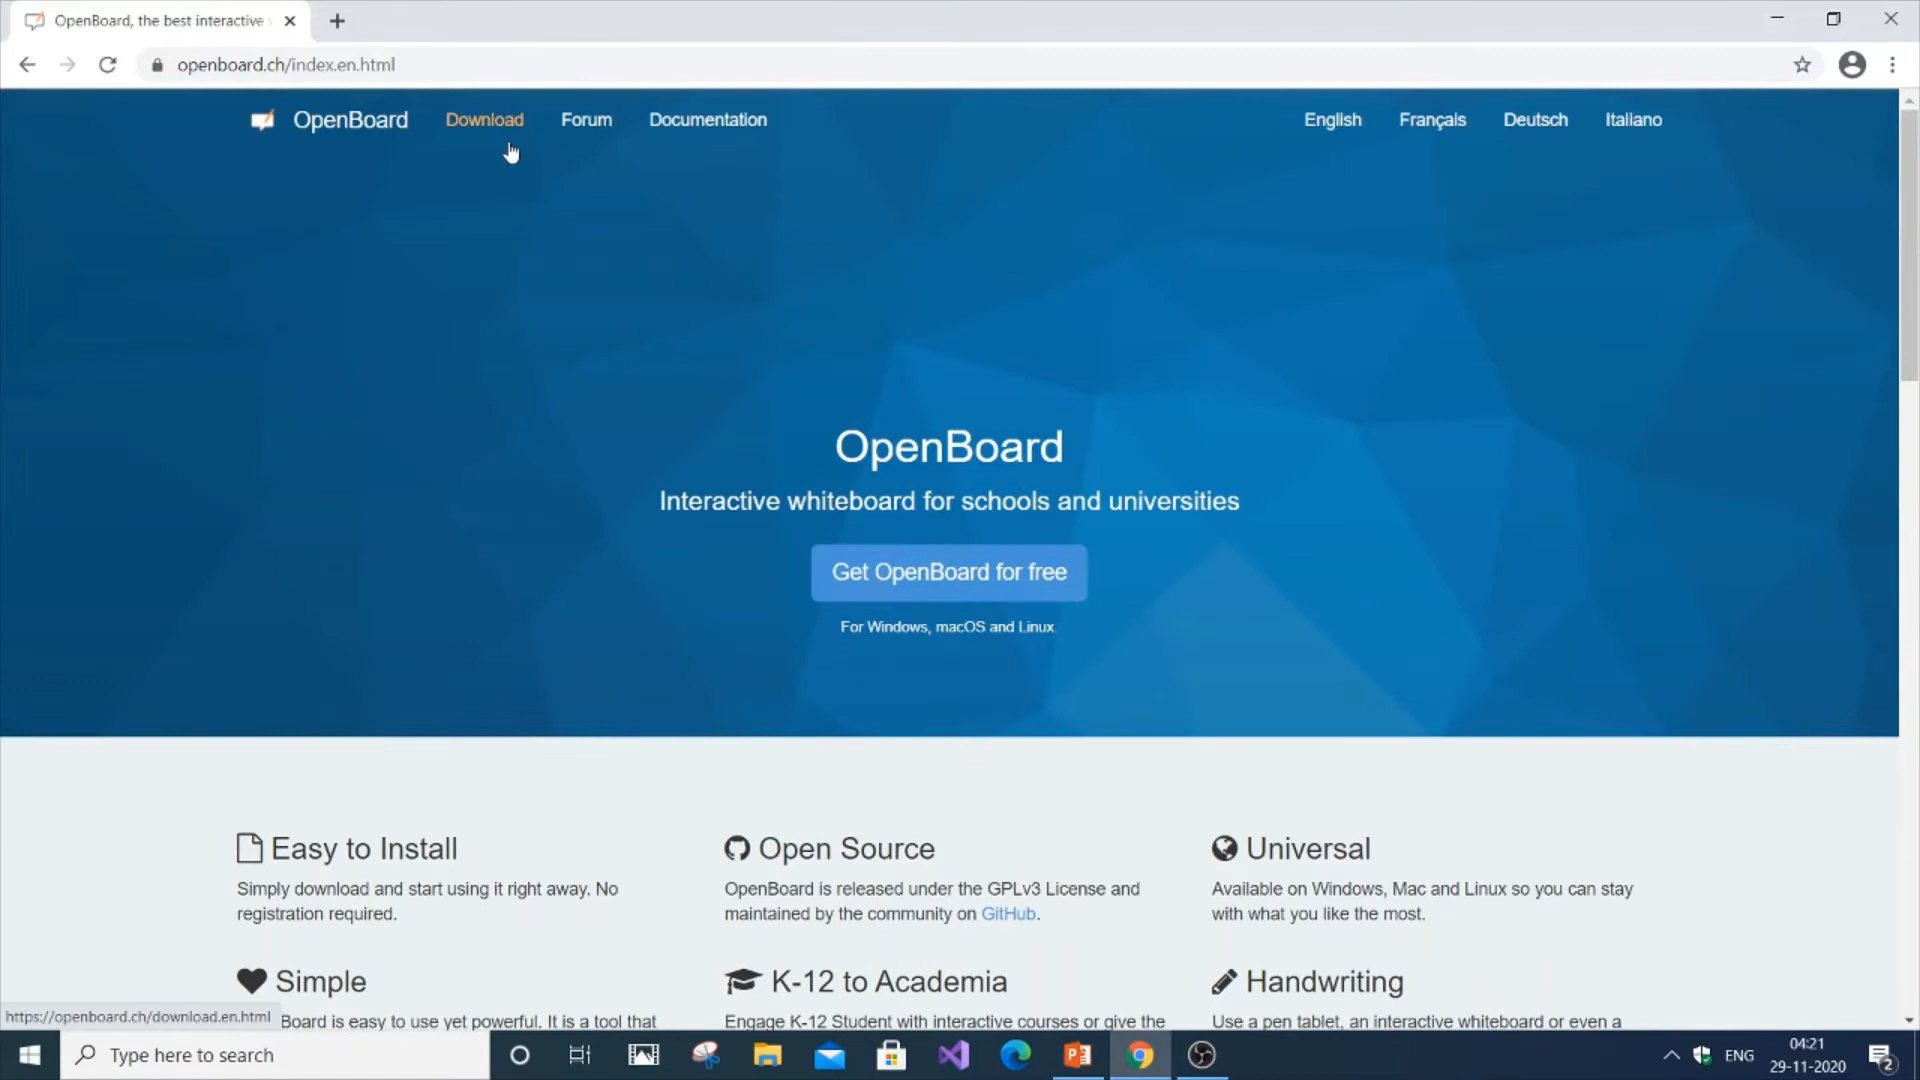 OpenBoard, the best interactive
openboard.ch/index.en.html
OpenBoard Download Forum Documentation English Français Deutsch Italiano
OpenBoard
Interactive whiteboard for schools and universities
Get OpenBoard for free
For Windows, macOS and Linux.
Easy to Install
Simply download and start using it right away. No
registration required.
Open Source
OpenBoard is released under the GPLv3 License and
maintained by the community on GitHub.
Universal
Available on Windows, Mac and Linux so you can stay
with what you like the most.
Simple
Board is easy to use yet powerful. It is a tool that
K-12 to Academia
Engage K-12 Student with interactive courses or give the
Handwriting
Use a pen tablet, an interactive whiteboard or even a
https://openboard.ch/download.en.html
Type here to search
ENG
04:21
29-11-2020
2